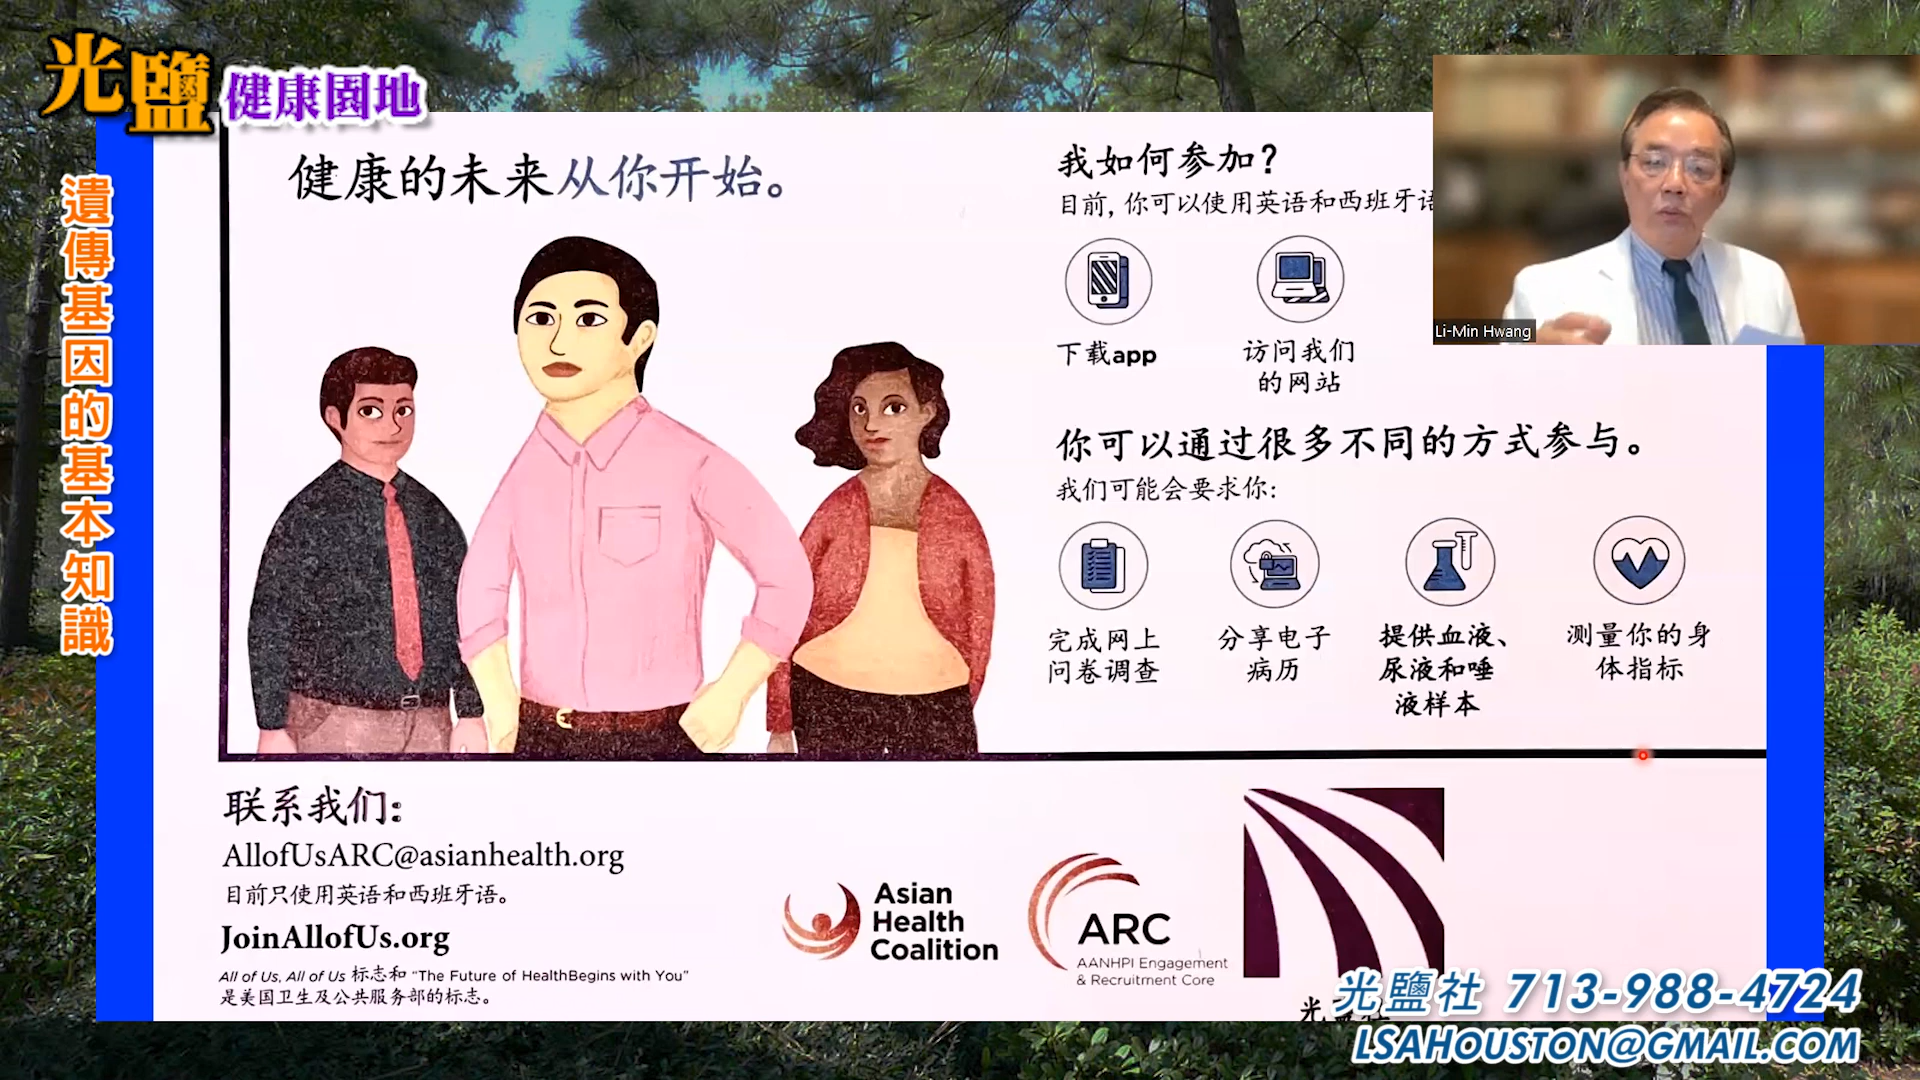 光鹽健康園地
遺傳基因的基本知識
健康的未来从你开始。
我如何参加?
目前, 你可以使用英语和西班牙语
下载app
访问我们
的网站
Li-Min Hwang
你可以通过很多不同的方式参与。
我们可能会要求你:
完成网上
问卷调查
分享电子
病历
提供血液、
尿液和唾
液样本
测量你的身
体指标
联系我们:
AllofUsARC@asianhealth.org
目前只使用英语和西班牙语。
JoinAllofUs.org
All of Us, All of Us 标志和 “The Future of HealthBegins with You”
是美国卫生及公共服务部的标志。
Asian
Health
Coalition
ARC
AANHPI Engagement
& Recruitment Core
光鹽社 713-988-4724
LSAHOUSTON@GMAIL.COM